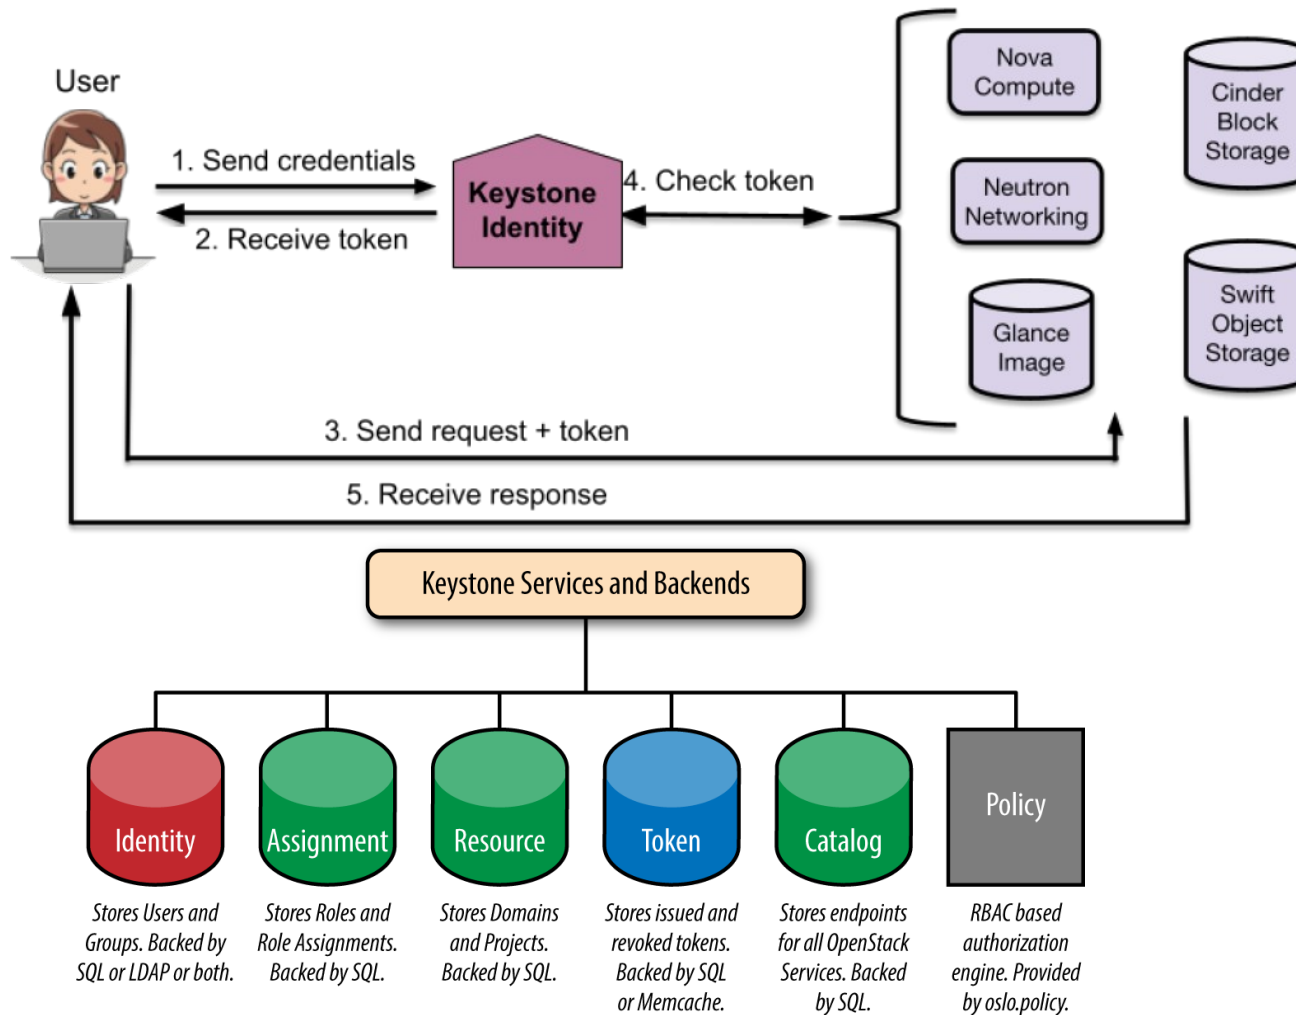 User
1. Send credentials
2. Receive token
Keystone
Identity
4. Check token
Nova
Compute
Neutron
Networking
Glance
Image
Cinder
Block
Storage
Swift
Object
Storage
3. Send request + token
5. Receive response
Keystone Services and Backends
Identity
Stores Users and
Groups. Backed by
SQL or LDAP or both.
Assignment
Stores Roles and
Role Assignments.
Backed by SQL.
Resource
Stores Domains
and Projects.
Backed by SQL.
Token
Stores issued and
revoked tokens.
Backed by SQL
or Memcache.
Catalog
Stores endpoints
for all OpenStack
Services. Backed
by SQL.
Policy
RBAC based
authorization
engine. Provided
by oslo.policy.